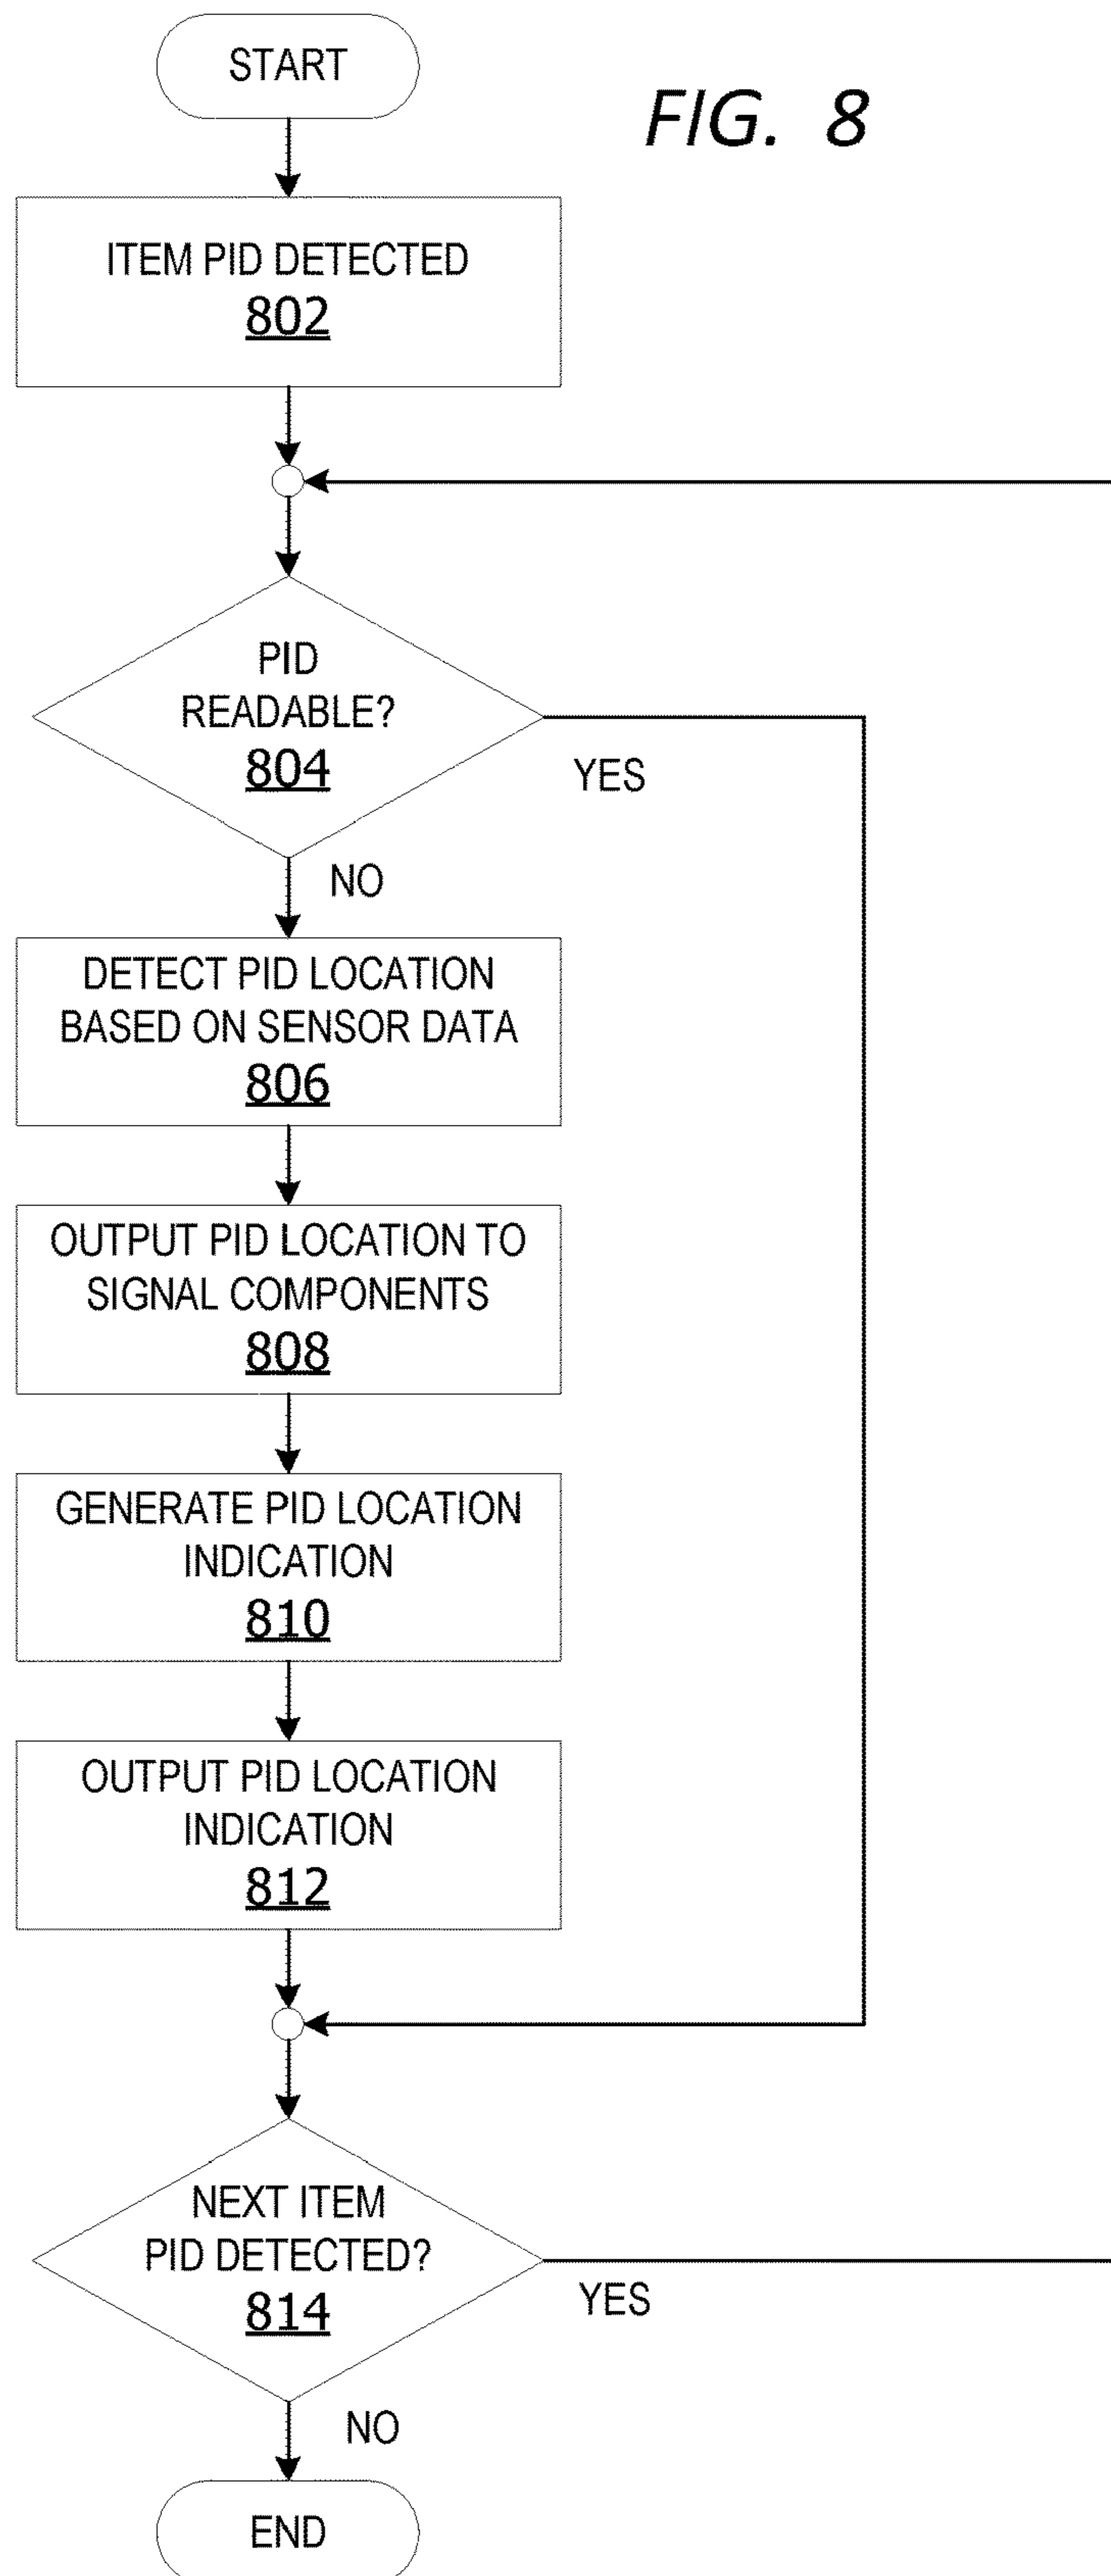 START
FIG. 8
ITEM PID DETECTED
802
PID
READABLE?
804
YES
NO
DETECT PID LOCATION
BASED ON SENSOR DATA
806
OUTPUT PID LOCATION TO
SIGNAL COMPONENTS
808
GENERATE PID LOCATION
INDICATION
810
OUTPUT PID LOCATION
INDICATION
812
NEXT ITEM
PID DETECTED?
814
YES
NO
END